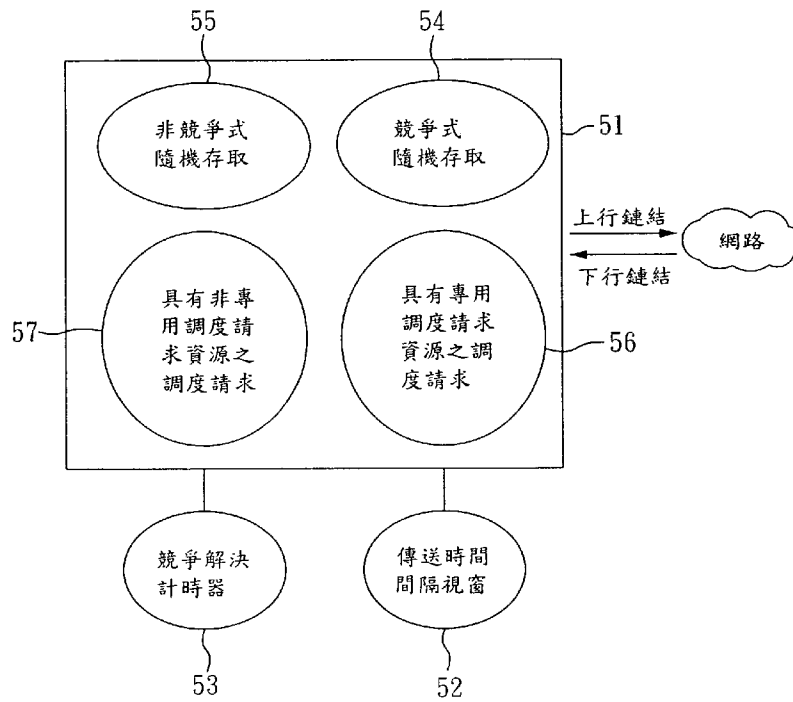 55
54
非競爭式
隨機存取
競爭式
隨機存取
51
上行鏈結
下行鏈結
網路
57
具有非專
用調度請
求資源之
調度請求
具有專用
調度請求
資源之調
度請求
56
競爭解決
計時器
傳送時間
間隔視窗
53
52